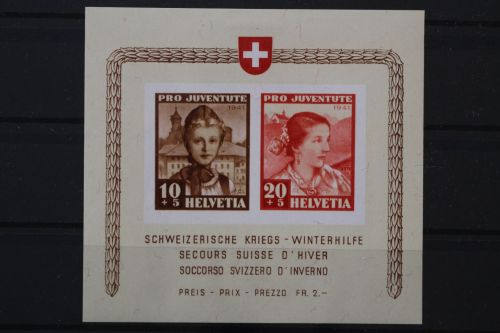 PRO JUVENTUTE
1941
10
+ 5 HELVETIA
PRO JUVENTUTE
1941
20
+ 5 HELVETIA
SCHWEIZERISCHE KRIEGS - WINTERHILFE
SECOURS SUISSE D'HIVER
SOCCORSO SVIZZERO D'INVERNO
PREIS - PRIX - PREZZO FR. 2.-